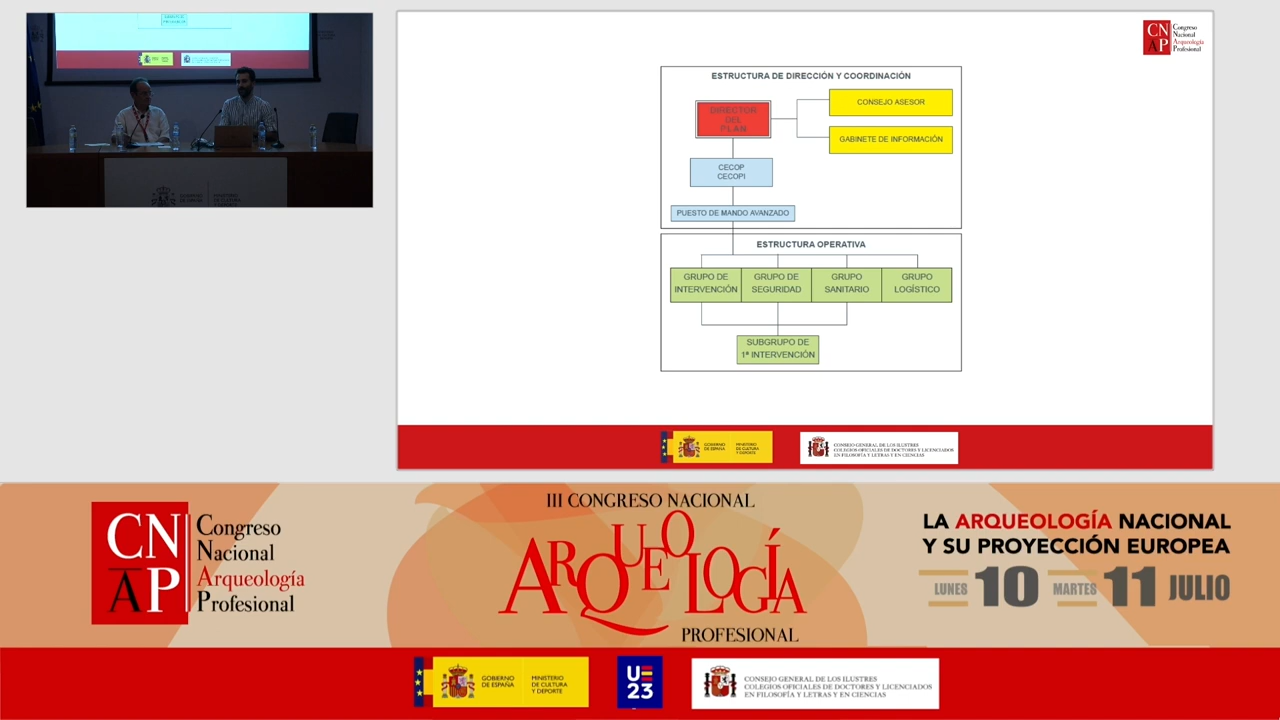 CN
AP
Congreso
Nacional
Arqueología
Profesional
ESTRUCTURA DE DIRECCIÓN Y COORDINACIÓN
DIRECTOR
DEL
PLAN
CONSEJO ASESOR
GABINETE DE INFORMACIÓN
CECOP
CECOPI
PUESTO DE MANDO AVANZADO
ESTRUCTURA OPERATIVA
GRUPO DE
INTERVENCIÓN
GRUPO DE
SEGURIDAD
GRUPO
SANITARIO
GRUPO
LOGÍSTICO
SUBGRUPO DE
1ª INTERVENCIÓN
GOBIERNO
DE ESPAÑA
MINISTERIO
DE CULTURA
Y DEPORTE
CONSEJO GENERAL DE LOS ILUSTRES
COLEGIOS OFICIALES DE DOCTORES Y LICENCIADOS
EN FILOSOFÍA Y LETRAS Y EN CIENCIAS
CN
AP
Congreso
Nacional
Arqueología
Profesional
III CONGRESO NACIONAL
ARQUEOLOGÍA
PROFESIONAL
LA ARQUEOLOGÍA NACIONAL
Y SU PROYECCIÓN EUROPEA
LUNES 10 MARTES 11 JULIO
GOBIERNO
DE ESPAÑA
MINISTERIO
DE CULTURA
Y DEPORTE
UE
23
CONSEJO GENERAL DE LOS ILUSTRES
COLEGIOS OFICIALES DE DOCTORES Y LICENCIADOS
EN FILOSOFÍA Y LETRAS Y EN CIENCIAS